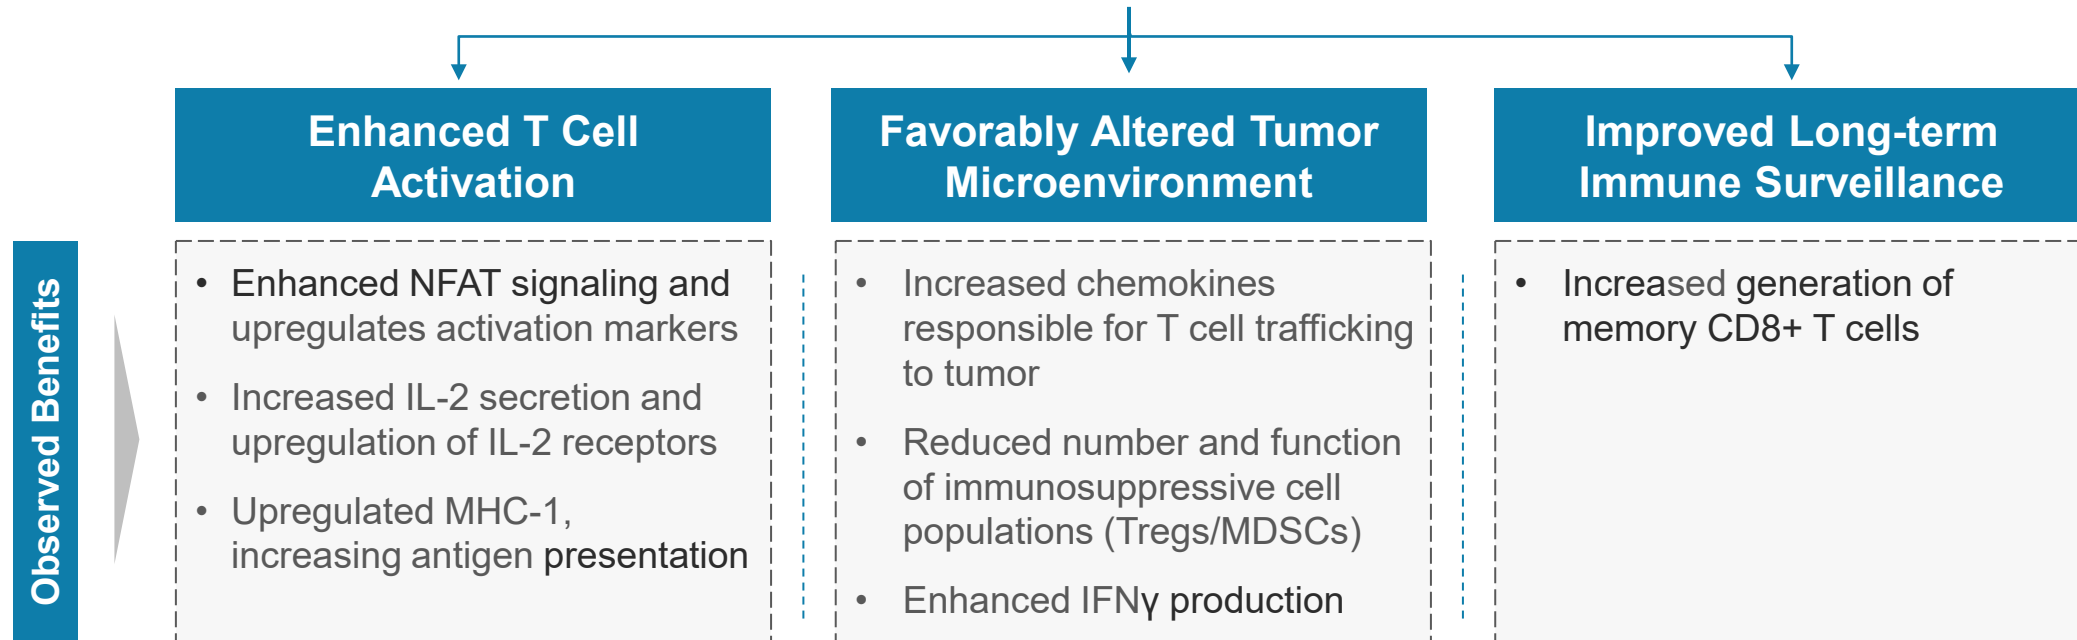 Enhanced T Cell
Activation
Favorably Altered Tumor
Microenvironment
Improved Long-term
Immune Surveillance
Observed Benefits
• Enhanced NFAT signaling and
upregulates activation markers
• Increased IL-2 secretion and
upregulation of IL-2 receptors
• Upregulated MHC-1,
increasing antigen presentation
• Increased chemokines
responsible for T cell trafficking
to tumor
• Reduced number and function
of immunosuppressive cell
populations (Tregs/MDSCs)
• Enhanced IFNγ production
• Increased generation of
memory CD8+ T cells